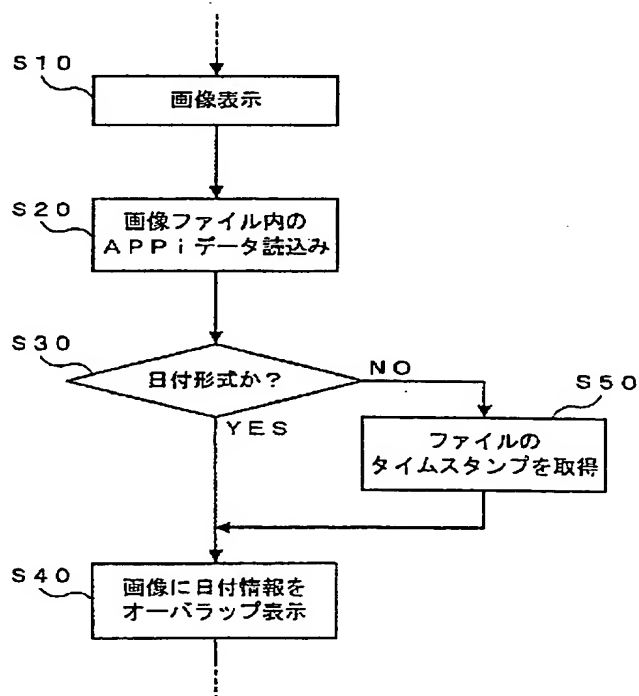 S10
画像表示
S20
画像ファイル内の
APPiデータ読込み
S30
日付形式か?
NO
YES
S50
ファイルの
タイムスタンプを取得
S40
画像に日付情報を
オーバラップ表示